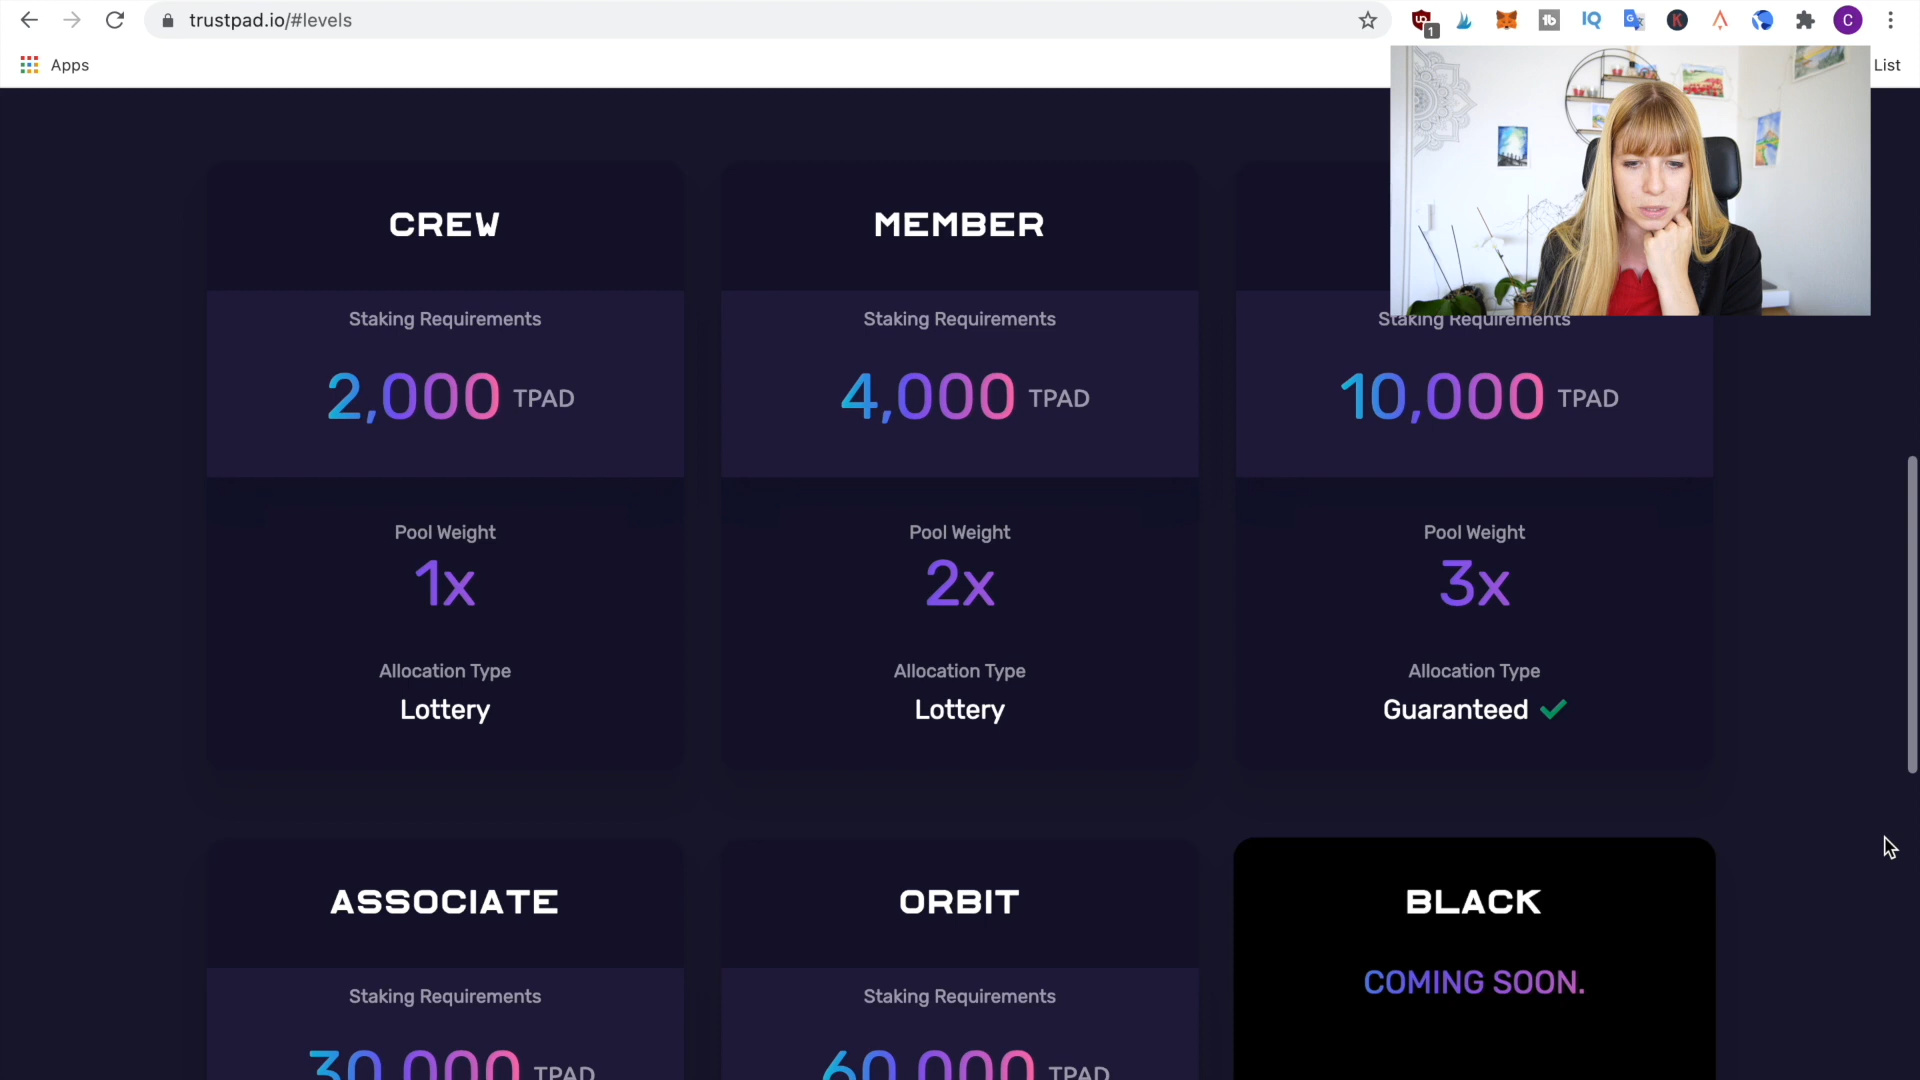 trustpad.io/#levels
1
C
Apps
List
CREW
Staking Requirements
2,000 TPAD
Pool Weight
1x
Allocation Type
Lottery
MEMBER
Staking Requirements
4,000 TPAD
Pool Weight
2x
Allocation Type
Lottery
Staking Requirements
10,000 TPAD
Pool Weight
3x
Allocation Type
Guaranteed
ASSOCIATE
Staking Requirements
30,000 TPAD
ORBIT
Staking Requirements
60,000 TPAD
BLACK
COMING SOON.